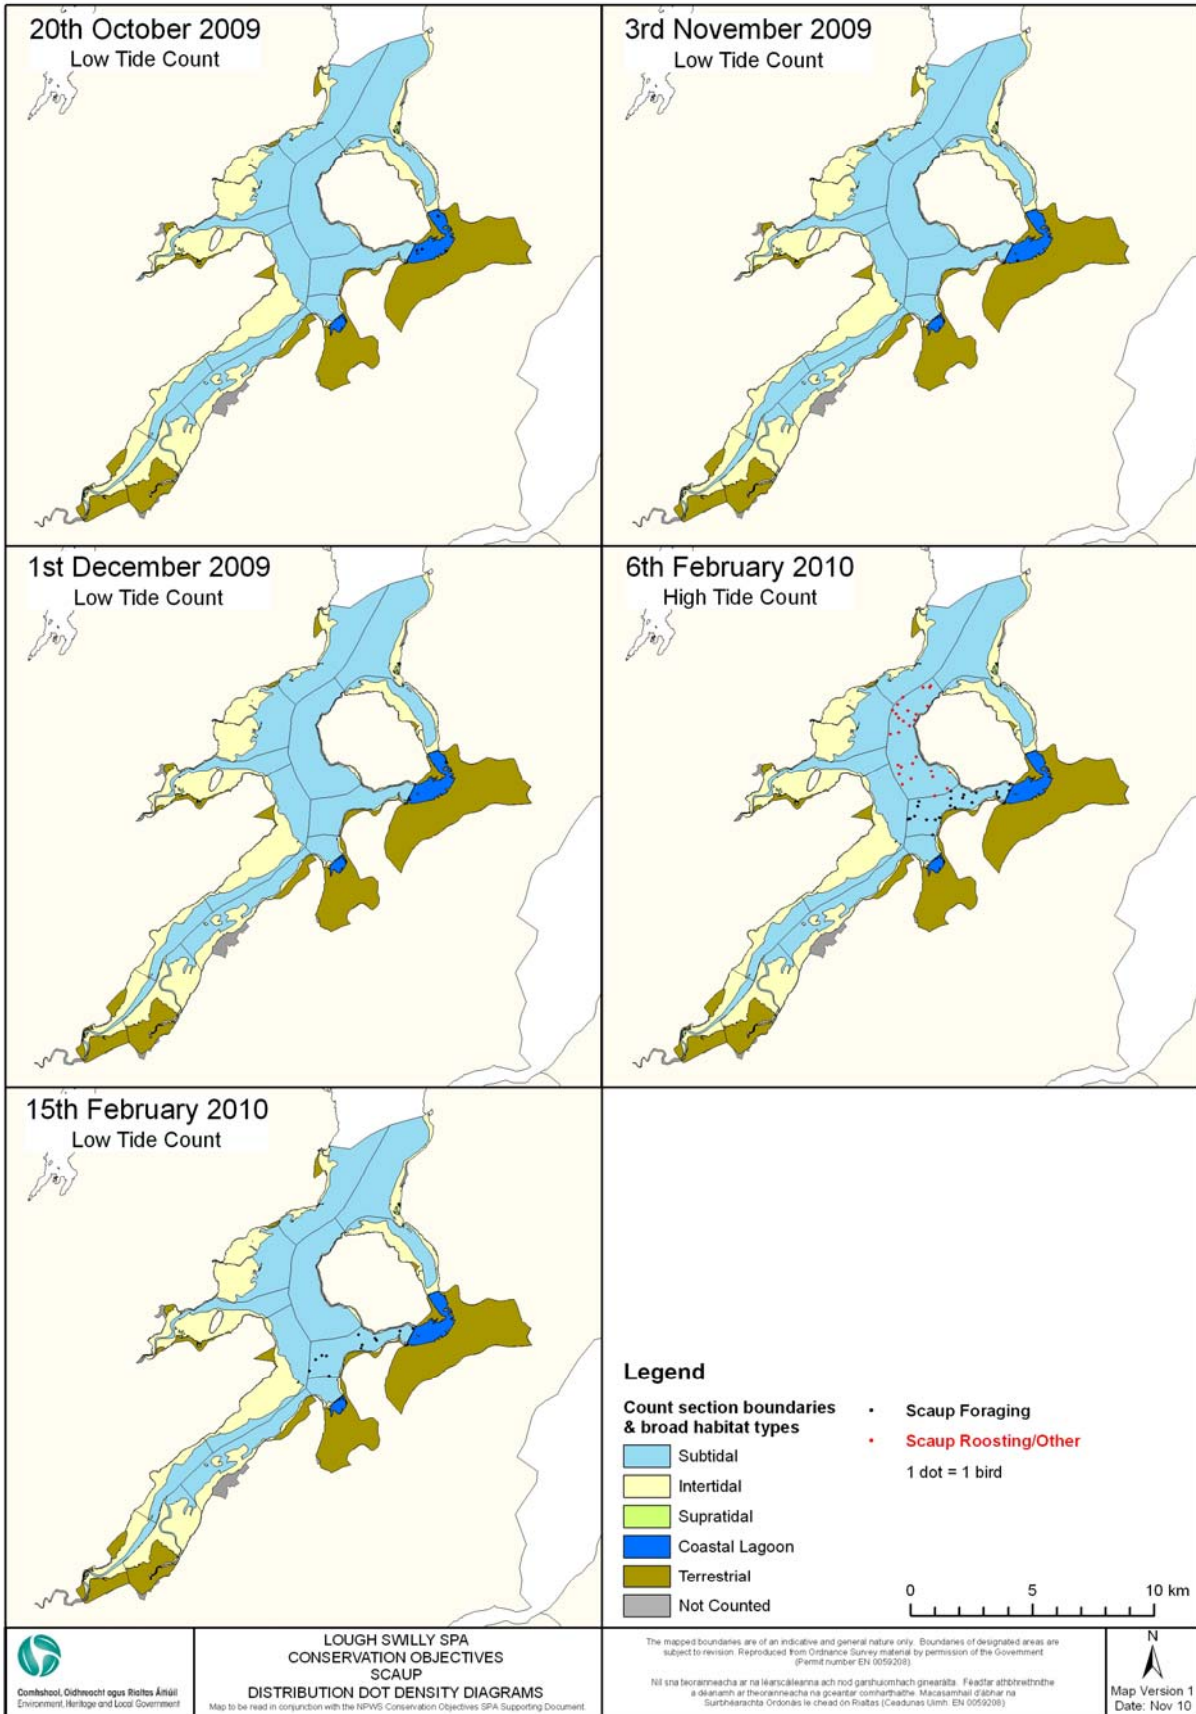 20th October 2009
Low Tide Count
3rd November 2009
Low Tide Count
1st December 2009
Low Tide Count
6th February 2010
High Tide Count
15th February 2010
Low Tide Count
Legend
Count section boundaries
& broad habitat types
Subtidal
Intertidal
Supratidal
Coastal Lagoon
Terrestrial
Not Counted
Scaup Foraging
Scaup Roosting/Other
1 dot = 1 bird
0 5 10 km
Comhshaol, Oidhreacht agus Rialtas Áitiúil
Environment, Heritage and Local Government
LOUGH SWILLY SPA
CONSERVATION OBJECTIVES
SCAUP
DISTRIBUTION DOT DENSITY DIAGRAMS
Map to be read in conjunction with the NPWS Conservation Objectives SPA Supporting Document.
The mapped boundaries are of an indicative and general nature only. Boundaries of designated areas are
subject to revision. Reproduced from Ordnance Survey material by permission of the Government
(Permit number EN 0059208)
Níl sna teorainneacha ar na
N
Map Version 1
Date: Nov 10